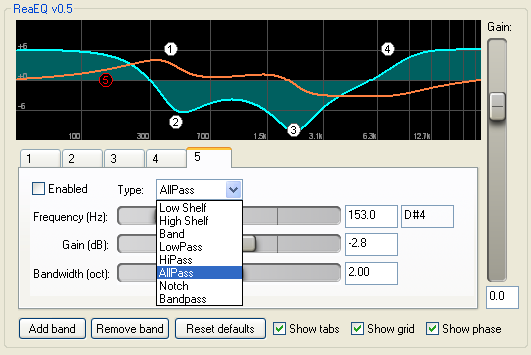 ReaEQ v0.5
Gain:
+6
+0
-6
1
2
3
4
5
100 300 700 1.5k 3.1k 6.3k 12.7k
1 2 3 4 5
Enabled Type: AllPass
Low Shelf
High Shelf
Band
LowPass
HiPass
AllPass
Notch
Bandpass
Frequency (Hz): 153.0 D#4
Gain (dB): -2.8
Bandwidth (oct): 2.00
0.0
Add band Remove band Reset defaults Show tabs Show grid Show phase